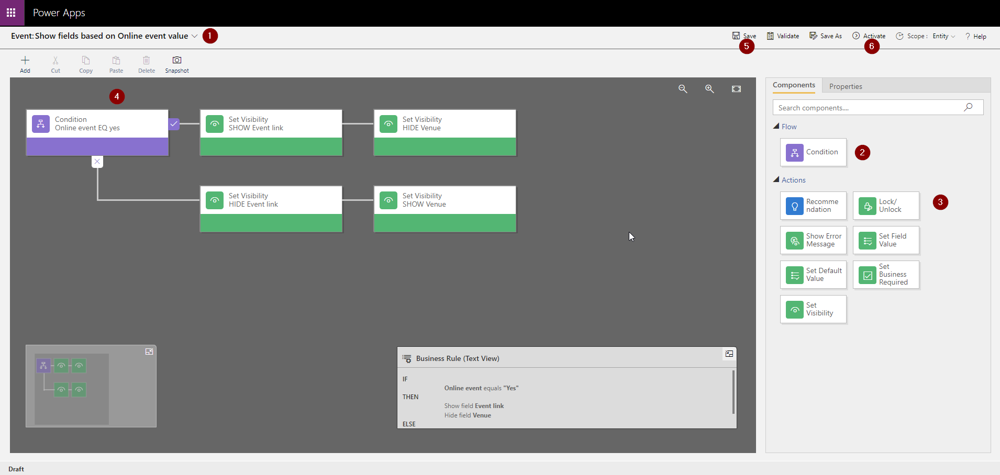 Power Apps
Event: Show fields based on Online event value
1
Save
Validate
Save As
Activate
Scope :
Entity
? Help
5
6
Add
Cut
Copy
Paste
Delete
Snapshot
4
Condition
Online event EQ yes
Set Visibility
SHOW Event link
Set Visibility
HIDE Venue
Set Visibility
HIDE Event link
Set Visibility
SHOW Venue
Business Rule (Text View)
IF
Online event equals "Yes"
THEN
Show field Event link
Hide field Venue
ELSE
Components
Properties
Search components....
Flow
Condition
2
Actions
Recomme
ndation
Lock/
Unlock
3
Show Error
Message
Set Field
Value
Set Default
Value
Set
Business
Required
Set
Visibility
Draft